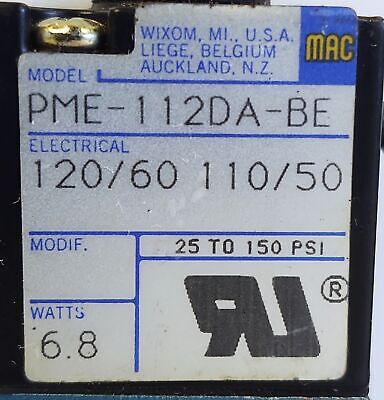 WIXOM, MI., U.S.A.
LIEGE, BELGIUM
AUCKLAND, N.Z.
MAC
MODEL
PME-112DA-BE
ELECTRICAL
120/60 110/50
MODIF.
25 TO 150 PSI
WATTS
6.8
RU®